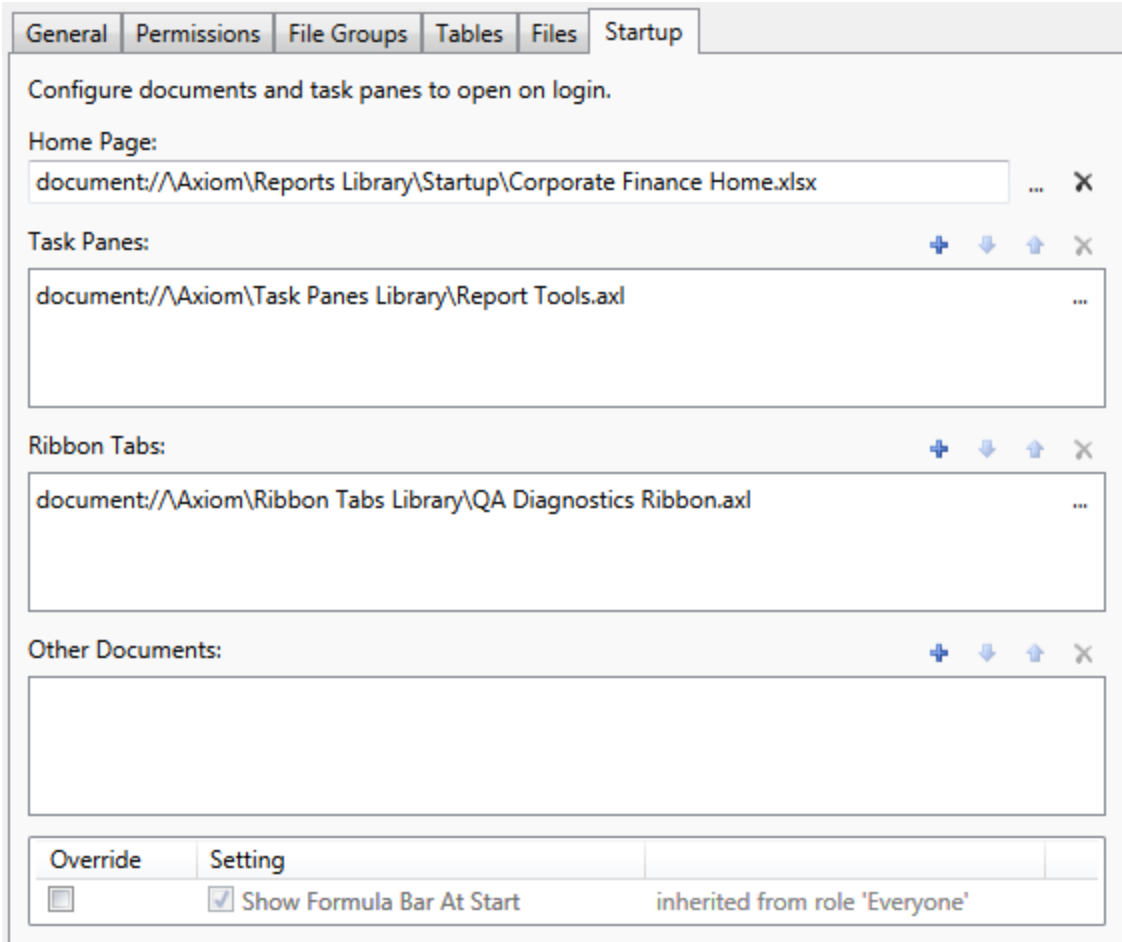 General Permissions File Groups Tables Files Startup
Configure documents and task panes to open on login.
Home Page:
document://\Axiom\Reports Library\Startup\Corporate Finance Home.xlsx ...
Task Panes:
document://\Axiom\Task Panes Library\Report Tools.axl ...
Ribbon Tabs:
document://\Axiom\Ribbon Tabs Library\QA Diagnostics Ribbon.axl ...
Other Documents:
Override Setting
Show Formula Bar At Start inherited from role 'Everyone'